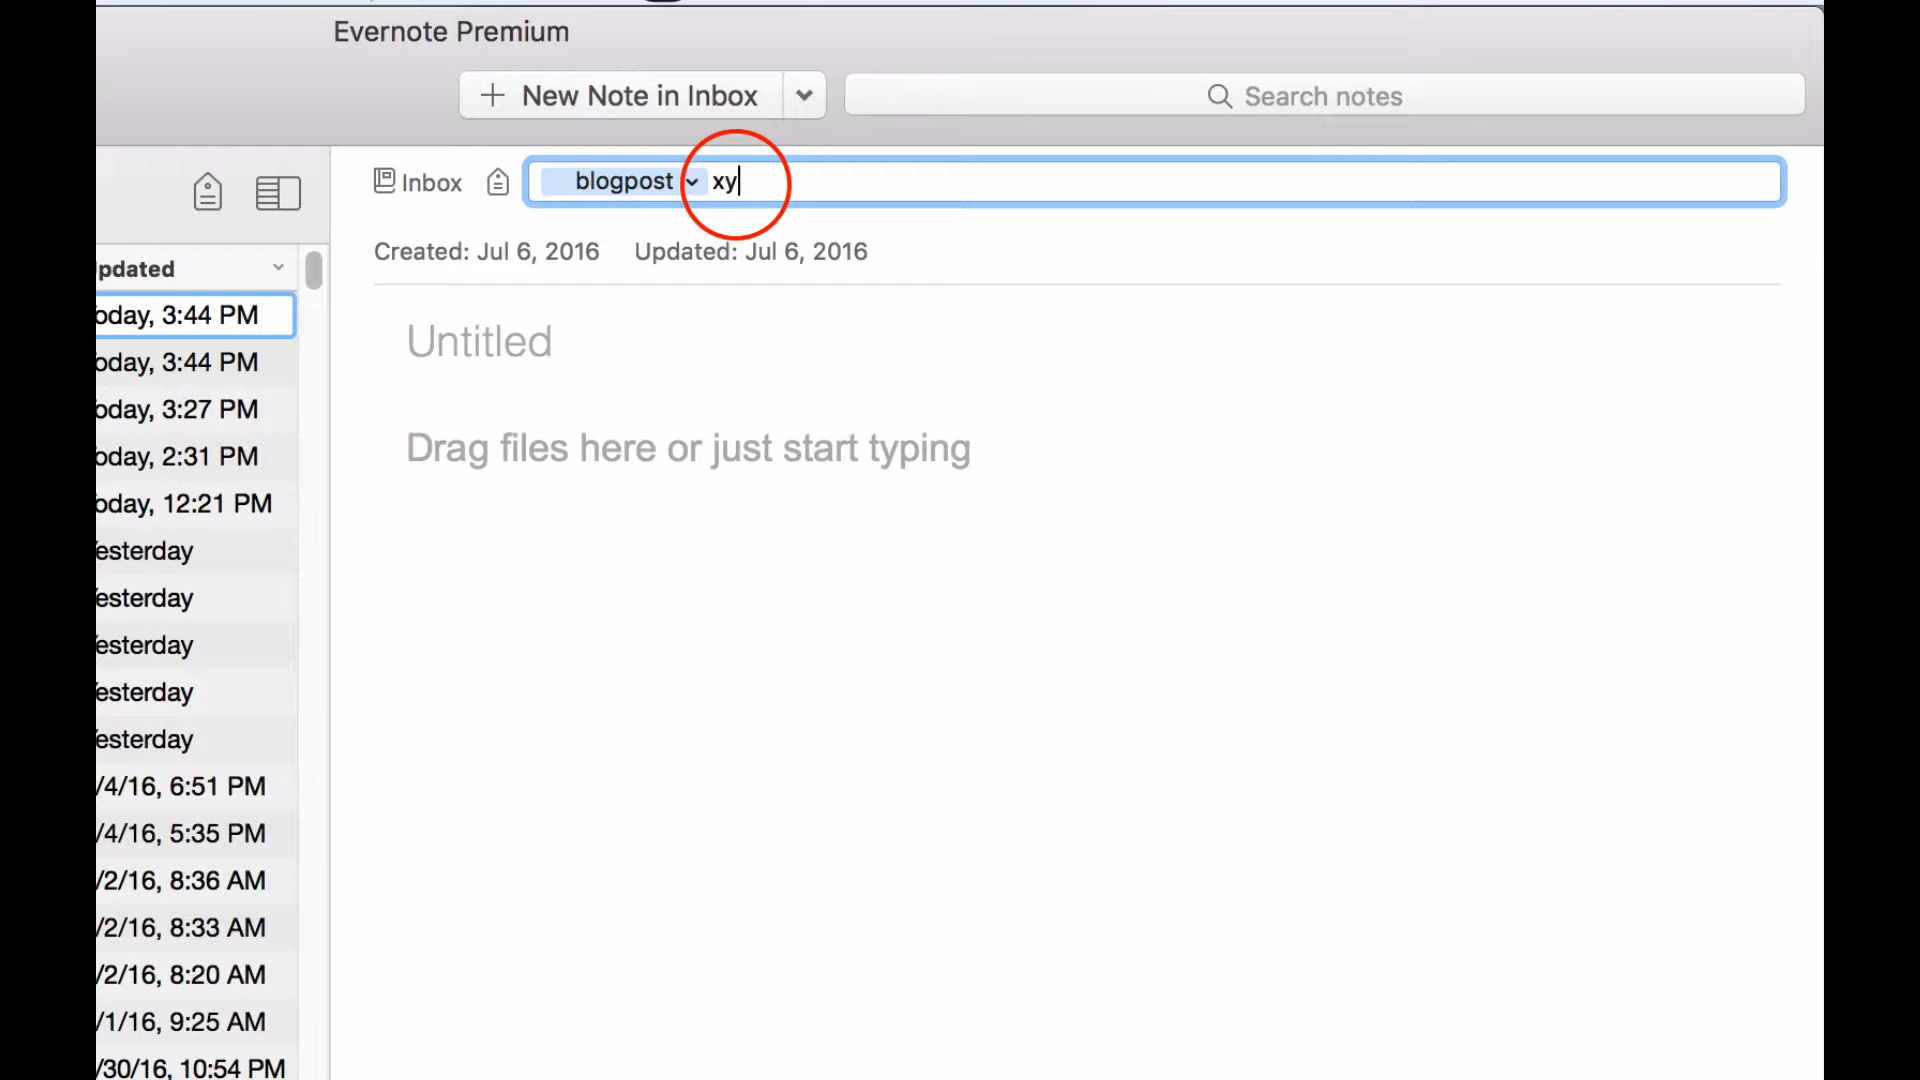 Evernote Premium
New Note in Inbox
Search notes
Inbox
blogpost xy
Created: Jul 6, 2016 Updated: Jul 6, 2016
pdated
oday, 3:44 PM
oday, 3:44 PM
oday, 3:27 PM
oday, 2:31 PM
oday, 12:21 PM
esterday
esterday
esterday
esterday
esterday
/4/16, 6:51 PM
/4/16, 5:35 PM
/2/16, 8:36 AM
/2/16, 8:33 AM
/2/16, 8:20 AM
/1/16, 9:25 AM
/30/16, 10:54 PM
Untitled
Drag files here or just start typing